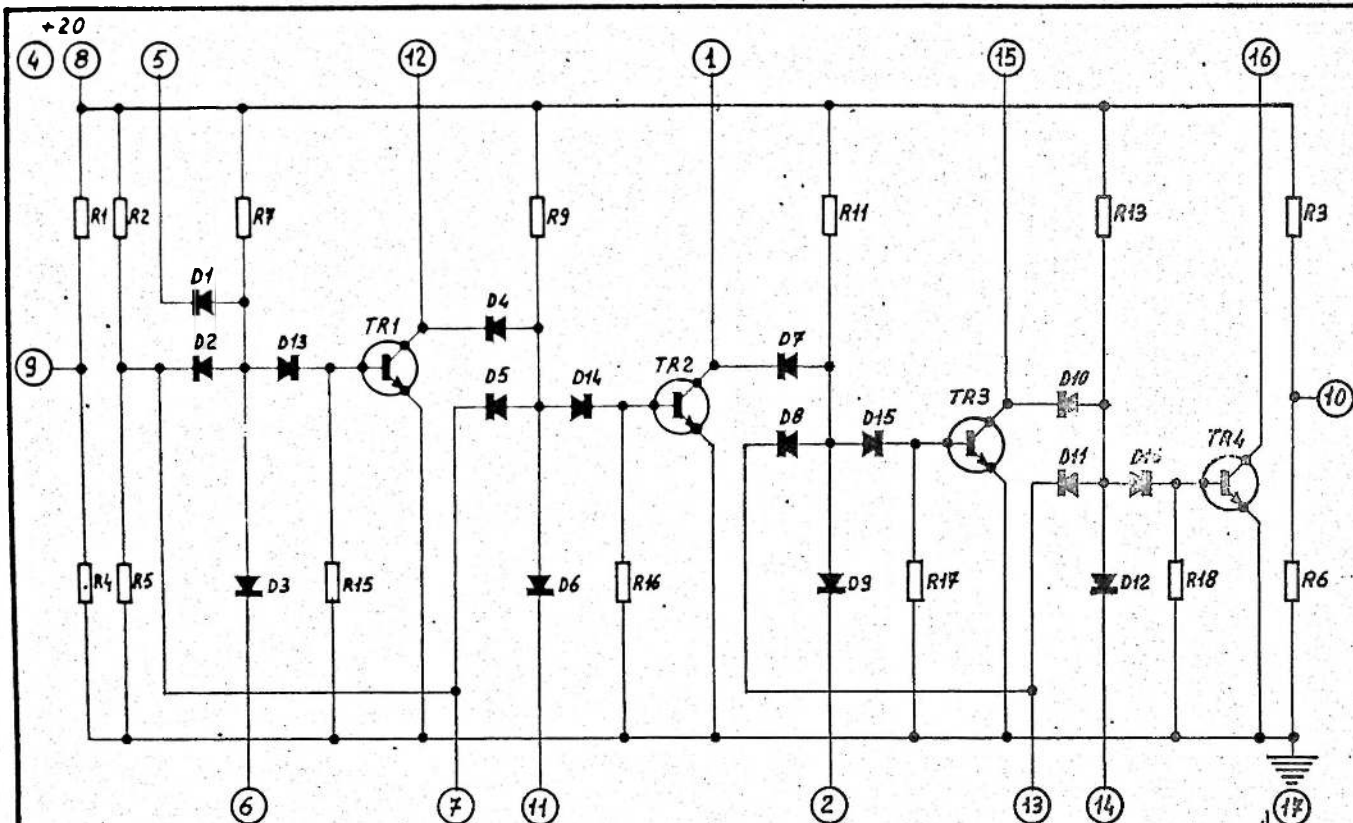 +20
4 8 5 12 1 15 16
R1 R2 R7 R9 R11 R13 R3
D1
D2 D13 TR1 D4
9 D5 D14 TR2 D7
D8 D15 TR3 D10
D11 TR4 10
R4 R5 D3 R15 D6 R16 D9 R17 D12 R18 R6
6 7 11 2 13 14 17